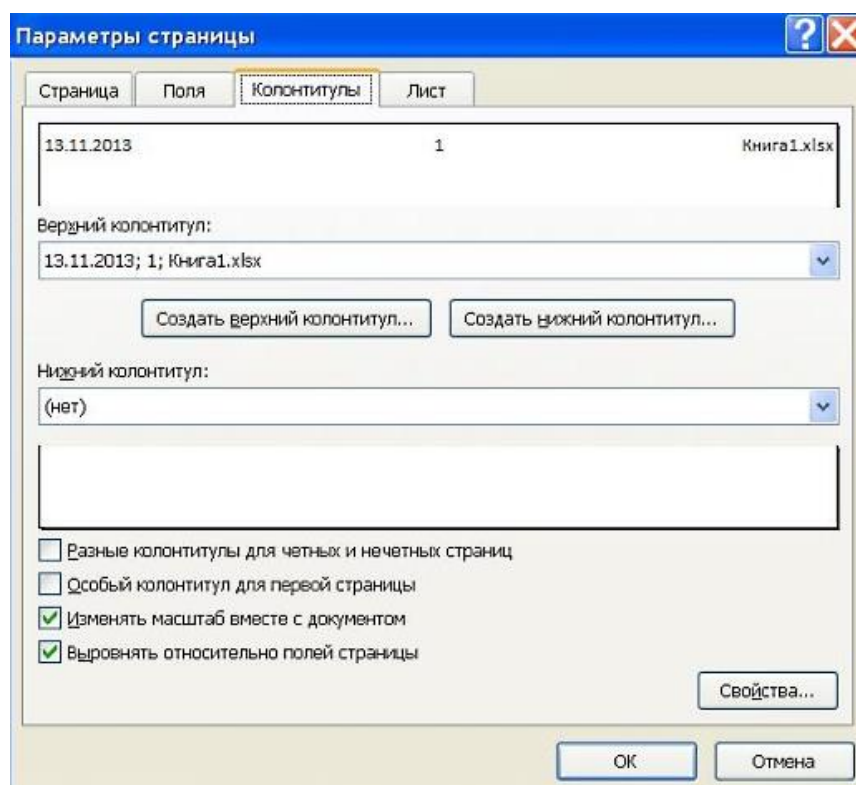 Параметры страницы
Страница Поля Колонтитулы Лист
13.11.2013 1 Книга1.xlsx
Верхний колонтитул:
13.11.2013; 1; Книга1.xlsx
Создать верхний колонтитул... Создать нижний колонтитул...
Нижний колонтитул:
(нет)
Разные колонтитулы для четных и нечетных страниц
Особый колонтитул для первой страницы
Изменять масштаб вместе с документом
Выровнять относительно полей страницы
Свойства...
ОК Отмена